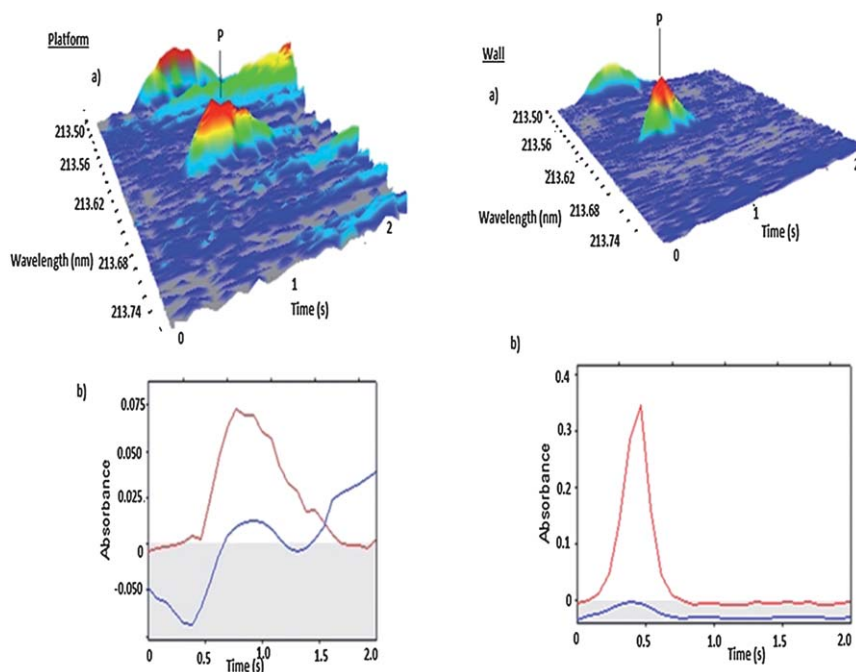 Platform
P
a)
213.50
213.56
213.62
Wavelength (nm)
213.68
213.74
0
1
2
Time (s)
Wall
P
a)
213.50
213.56
213.62
Wavelength (nm)
213.68
213.74
0
1
2
Time (s)
b)
0.075
0.050
0.025
0
-0.050
Absorbance
0
0.5
1.0
1.5
2.0
Time (s)
b)
0.4
0.3
0.2
0.1
0
Absorbance
0
0.5
1.0
1.5
2.0
Time (s)